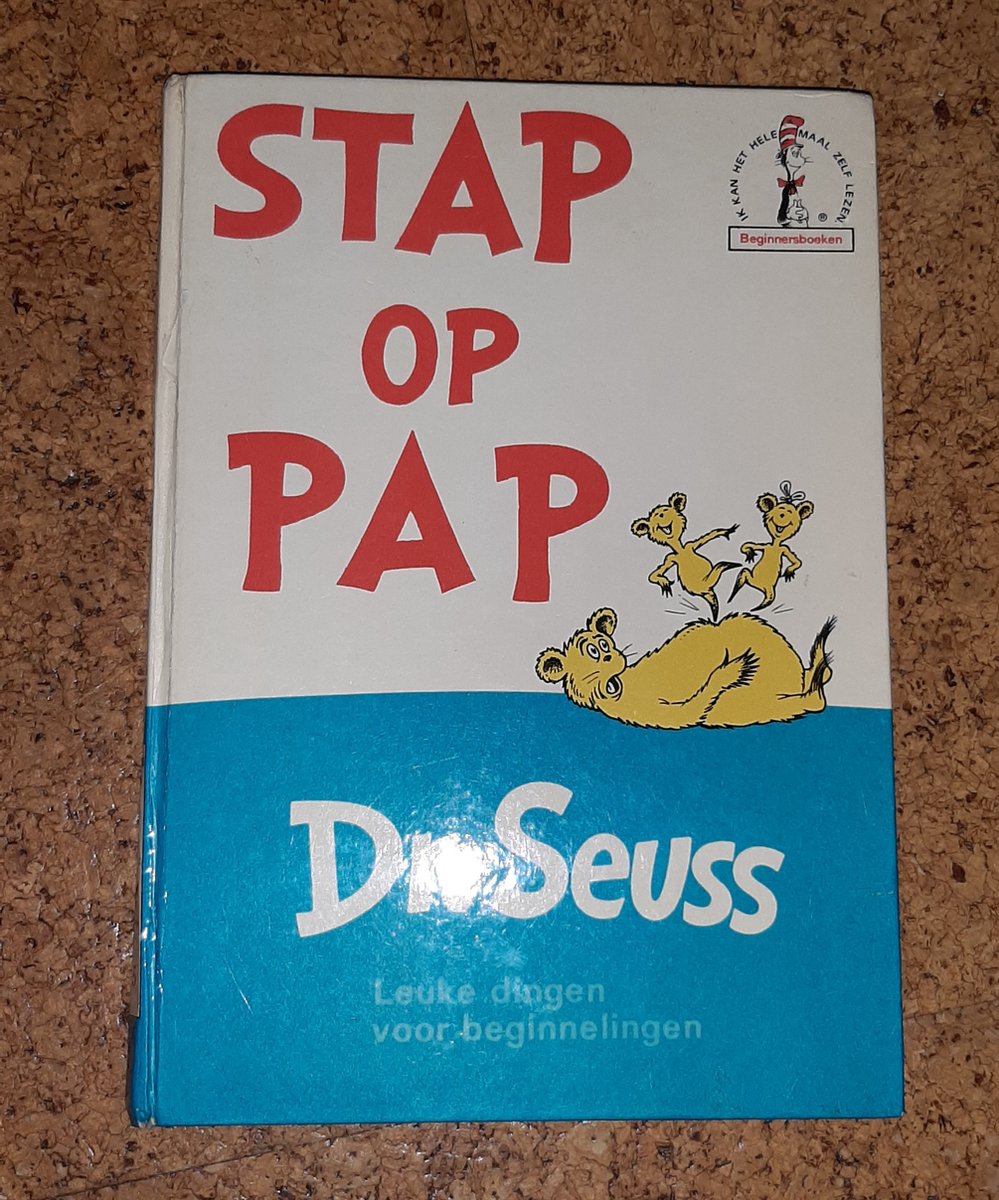 STAP
OP
PAP
IK KAN HET HELEMAAL ZELF LEZEN
®
Beginnersboeken
Dr. Seuss
Leuke dingen
voor beginnelingen